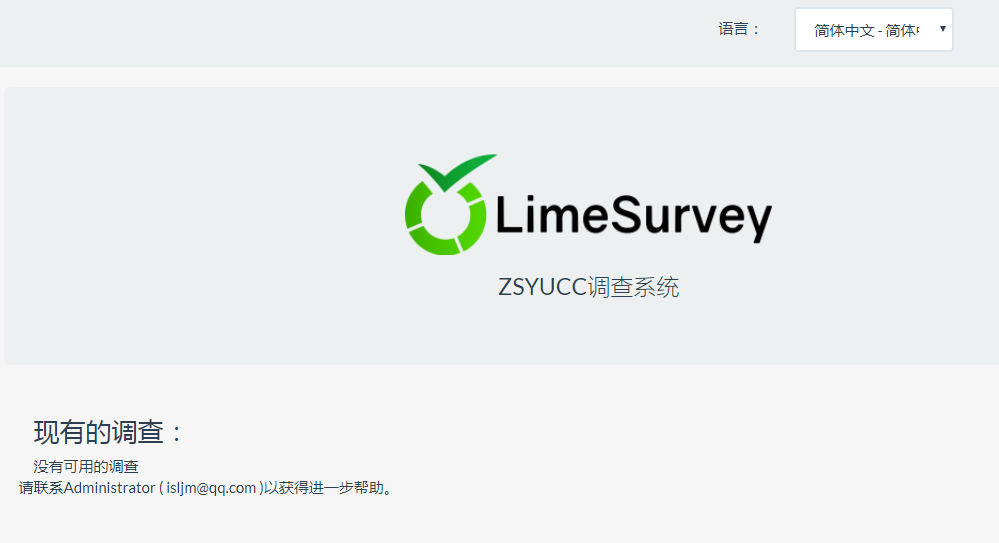 语言：
简体中文 - 简体
LimeSurvey
ZSYUCC调查系统
现有的调查：
没有可用的调查
请联系Administrator ( isljm@qq.com )以获得进一步帮助。